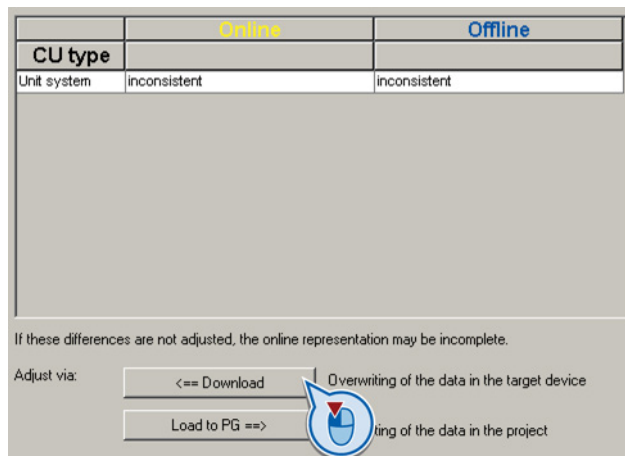 Online Offline
CU type
Unit system inconsistent inconsistent
If these differences are not adjusted, the online representation may be incomplete.
Adjust via: <== Download Overwriting of the data in the target device
Load to PG ==> ting of the data in the project